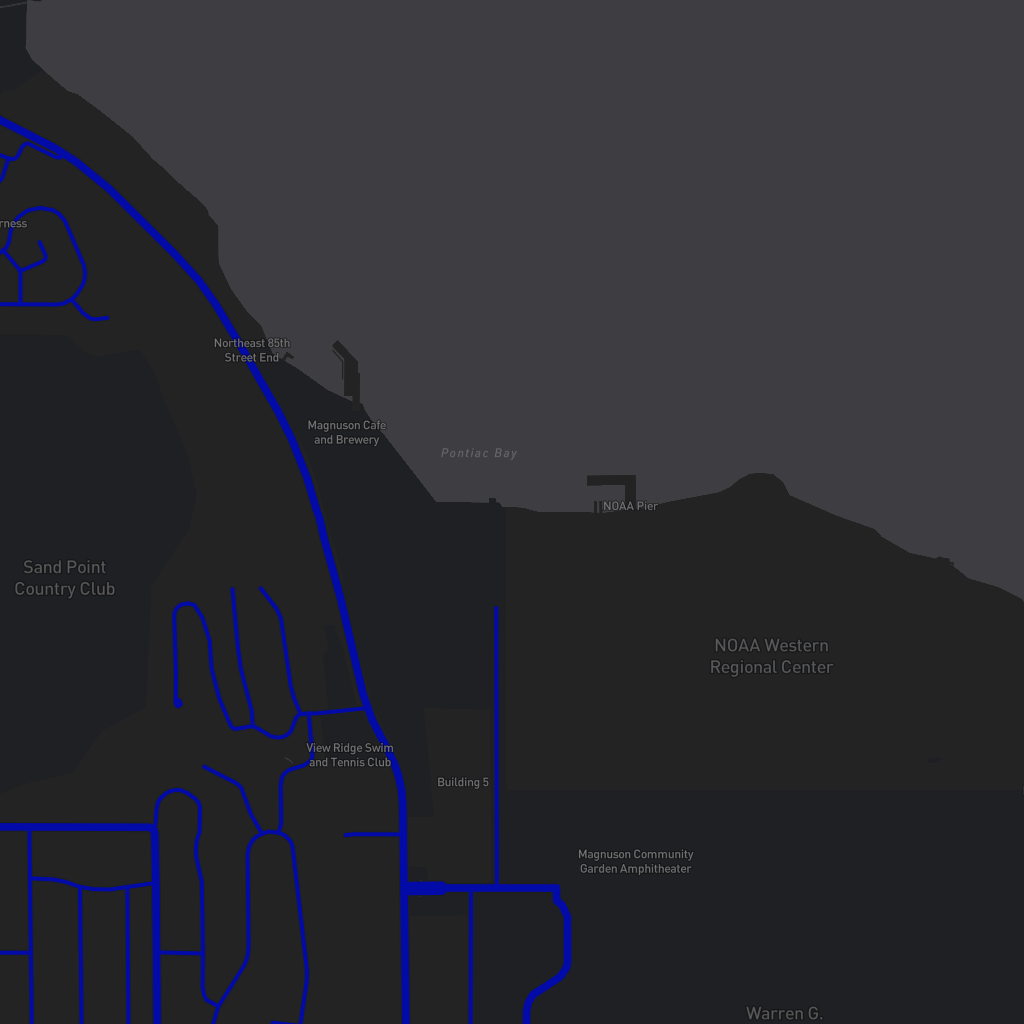 rness
Northeast 85th
Street End
Magnuson Cafe
and Brewery
Pontiac Bay
NOAA Pier
Sand Point
Country Club
NOAA Western
Regional Center
View Ridge Swim
and Tennis Club
Building 5
Magnuson Community
Garden Amphitheater
Warren G.